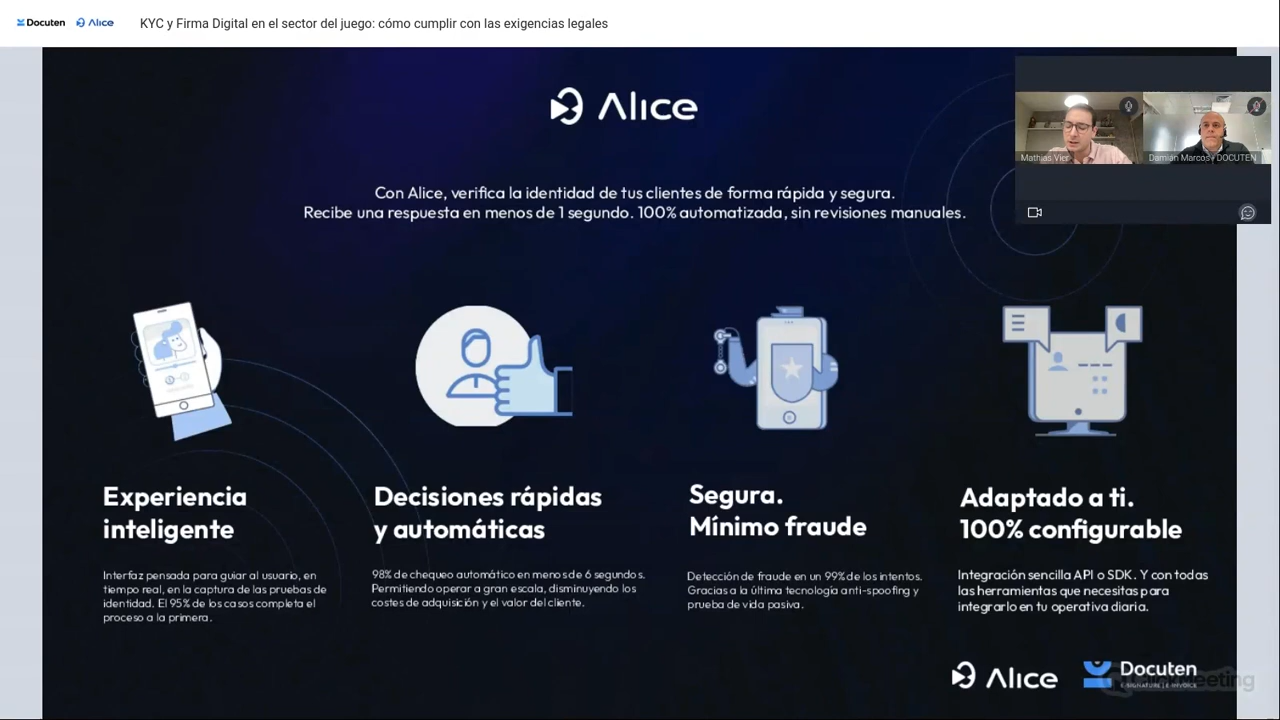 Docuten Alice KYC y Firma Digital en el sector del juego: cómo cumplir con las exigencias legales
Alice
Mathias Vier
Damián Marcos - DOCUTEN
Con Alice, verifica la identidad de tus clientes de forma rápida y segura.
Recibe una respuesta en menos de 1 segundo. 100% automatizada, sin revisiones manuales.
Experiencia
inteligente
Interfaz pensada para guiar al usuario, en
tiempo real, en la captura de las pruebas de
identidad. El 95% de los casos completa el
proceso a la primera.
Decisiones rápidas
y automáticas
98% de chequeo automático en menos de 6 segundos.
Permitiendo operar a gran escala, disminuyendo los
costes de adquisición y el valor del cliente.
Segura.
Mínimo fraude
Detección de fraude en un 99% de los intentos.
Gracias a la última tecnología anti-spoofing y
prueba de vida pasiva.
Adaptado a ti.
100% configurable
Integración sencilla API o SDK. Y con todas
las herramientas que necesitas para
integrarlo en tu operativa diaria.
Alice
Docuten
E-SIGNATURE | E-INVOICE